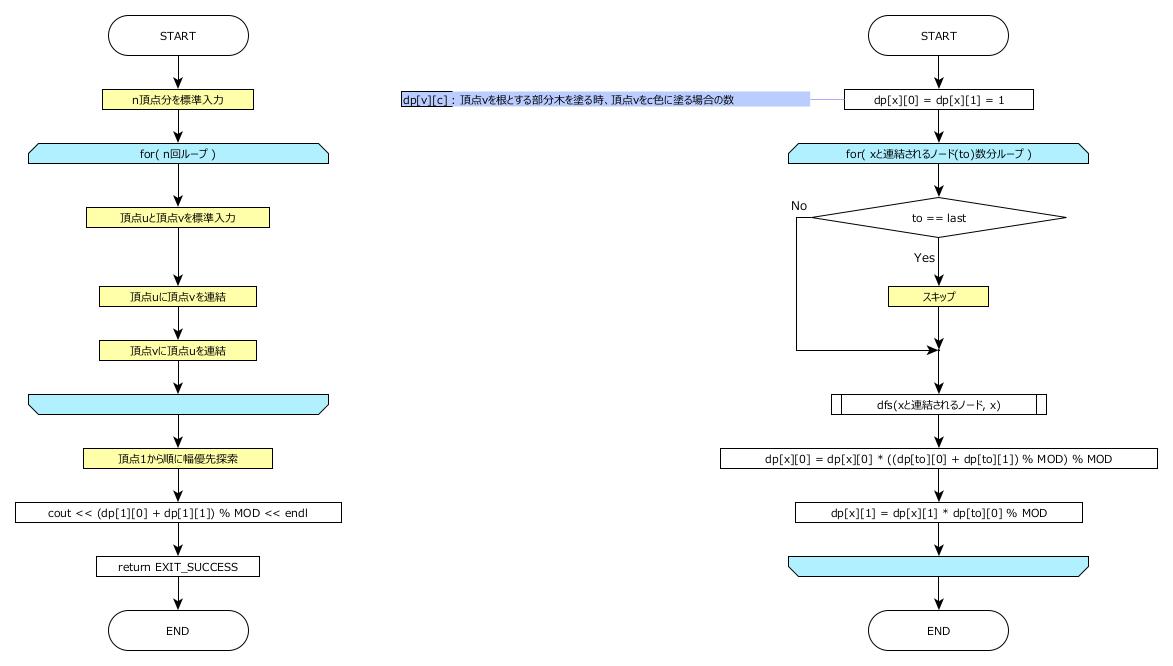 START
n頂点分を標準入力
for( n回ループ )
頂点uと頂点vを標準入力
頂点uに頂点vを連結
頂点vに頂点uを連結
頂点1から順に幅優先探索
cout << (dp[1][0] + dp[1][1]) % MOD << endl
return EXIT_SUCCESS
END
START
dp[v][c] : 頂点vを根とする部分木を塗る時、頂点vをc色に塗る場合の数
dp[x][0] = dp[x][1] = 1
for( xと連結されるノード(to)数分ループ )
to == last
No
Yes
スキップ
dfs(xと連結されるノード, x)
dp[x][0] = dp[x][0] * ((dp[to][0] + dp[to][1]) % MOD) % MOD
dp[x][1] = dp[x][1] * dp[to][0] % MOD
END